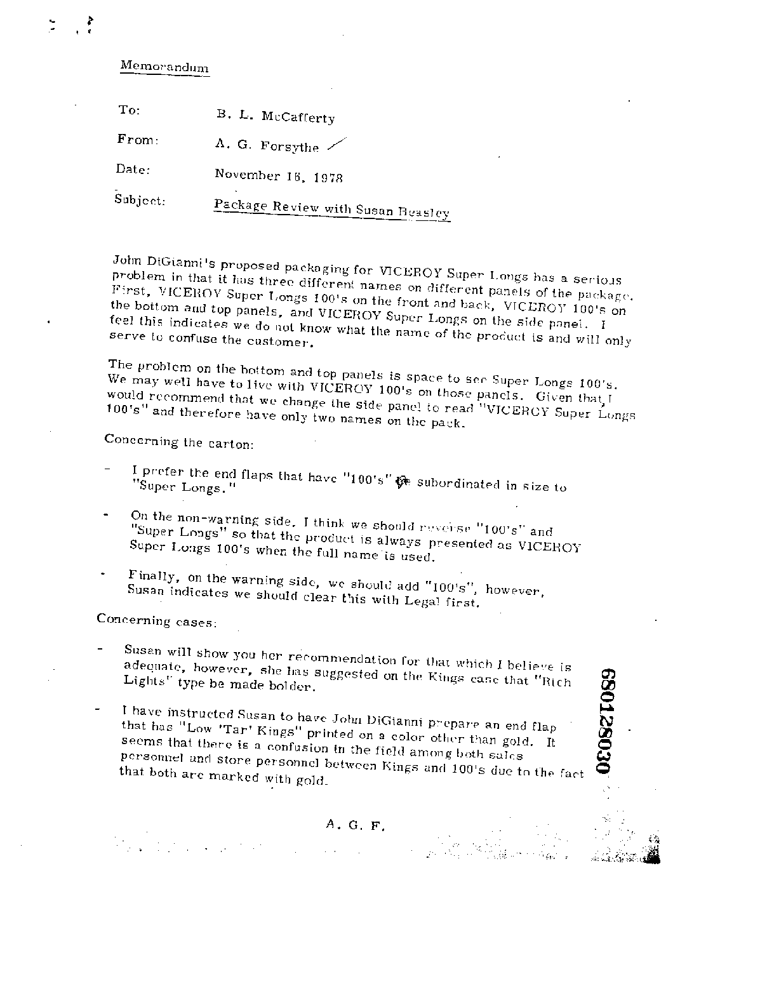 Memorandum
To: B. L. McCafferty
From: A. G. Forsythe
Date: November 16, 1978
Subject: Package Review with Susan Beasley
John DiGianni's proposed packaging for VICEROY Super Longs has a serious
problem in that it has three different names on different panels of the package.
First, VICEROY Super Longs 100's on the front and back, VICEROY 100's on
the bottom and top panels, and VICEROY Super Longs on the side panel. I
feel this indicates we do not know what the name of the product is and will only
serve to confuse the customer.
The problem on the bottom and top panels is space to see Super Longs 100's.
We may well have to live with VICEROY 100's on those panels. Given that, I
would recommend that we change the side panel to read "VICEROY Super Longs
100's" and therefore have only two names on the pack.
Concerning the carton:
- I prefer the end flaps that have "100's" subordinated in size to
"Super Longs."
- On the non-warning side, I think we should reverse "100's" and
"Super Longs" so that the product is always presented as VICEROY
Super Longs 100's when the full name is used.
- Finally, on the warning side, we should add "100's", however,
Susan indicates we should clear this with Legal first.
Concerning cases:
- Susan will show you her recommendation for that which I believe is
adequate, however, she has suggested on the Kings case that "Rich
Lights" type be made bolder.
- I have instructed Susan to have John DiGianni prepare an end flap
that has "Low 'Tar' Kings" printed on a color other than gold. It
seems that there is a confusion in the field among both sales
personnel and store personnel between Kings and 100's due to the fact
that both are marked with gold.
A. G. F.
680128030